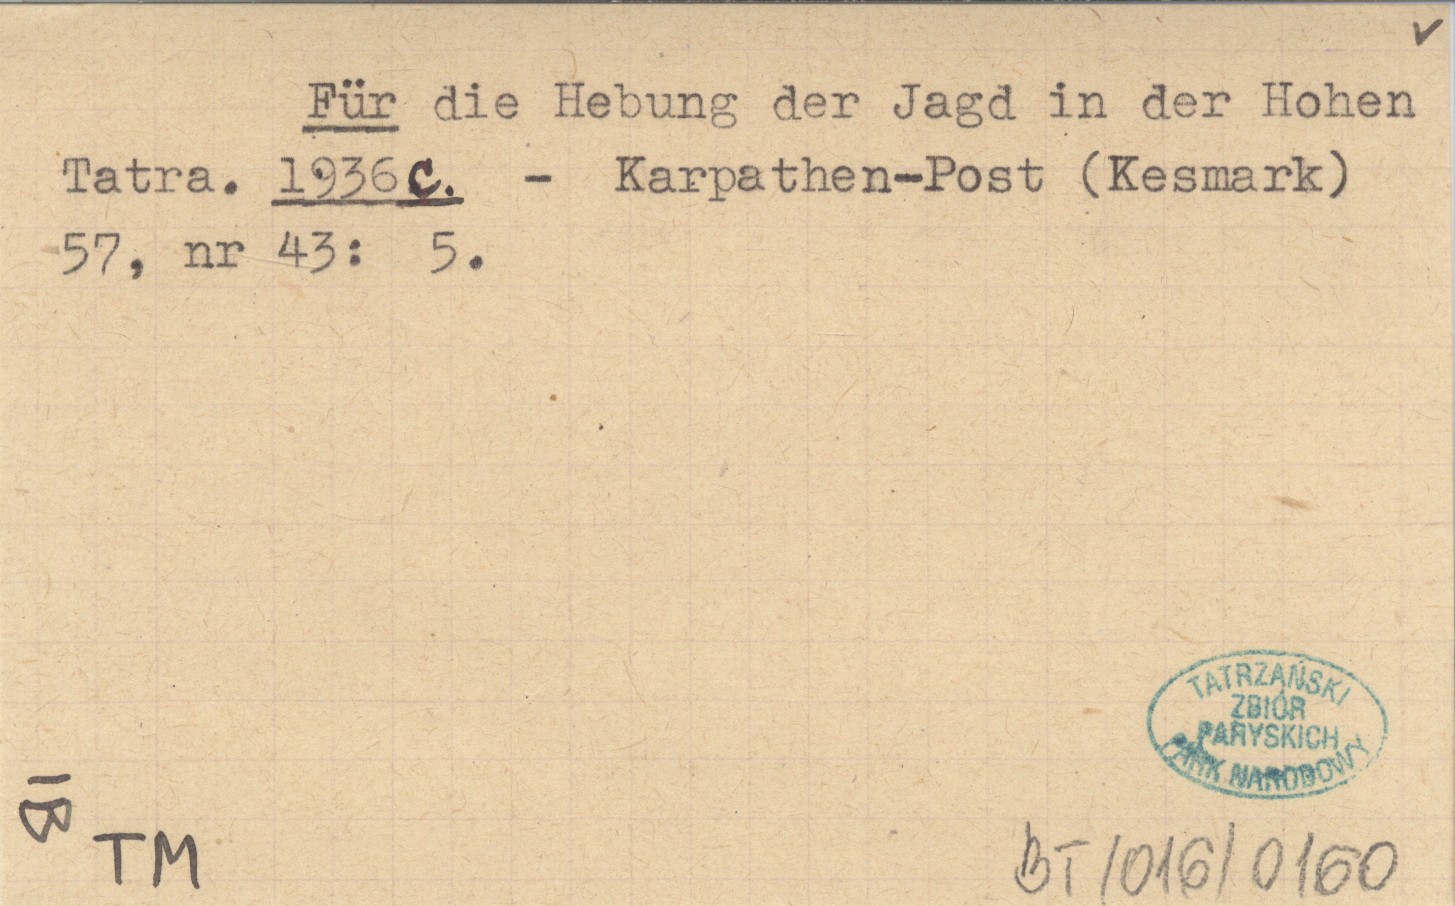 ✓
Für die Hebung der Jagd in der Hohen
Tatra. 1936c. - Karpathen-Post (Kesmark)
57, nr 43: 5.
TATRZAŃSKI
ZBIÓR
PARYSKICH
PARK NARODOWY
IB
TM
BT/016/0160